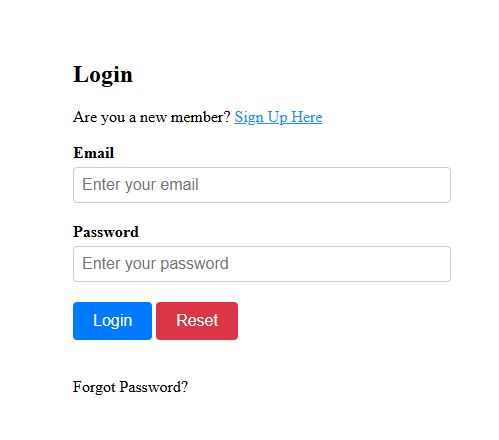 Login
Are you a new member? Sign Up Here
Email
Enter your email
Password
Enter your password
Login Reset
Forgot Password?